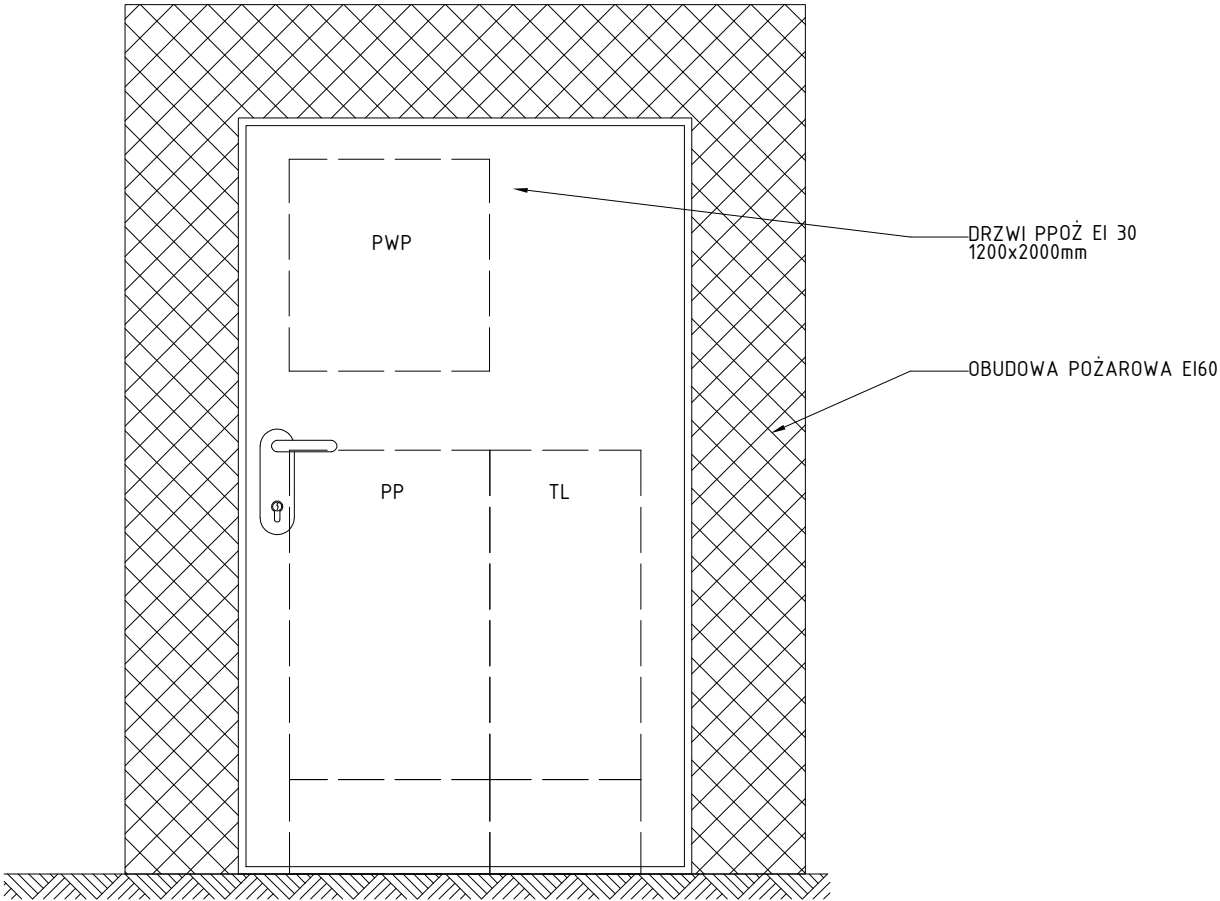 PWP
DRZWI PPOŻ EI 30
1200x2000mm
OBUDOWA POŻAROWA EI60
PP
TL